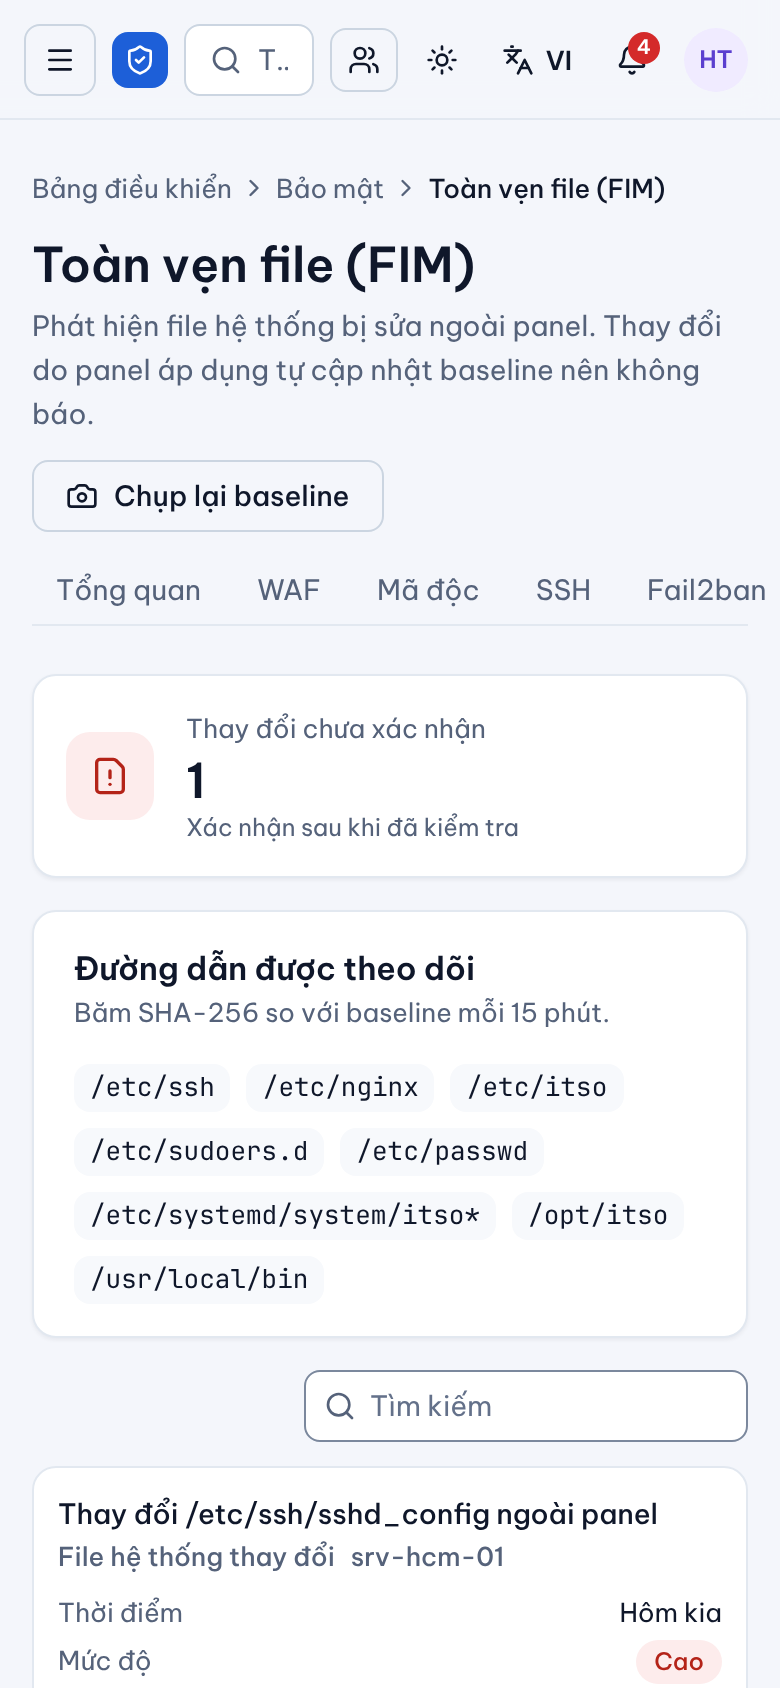 T..
VI
4
HT
Bảng điều khiển > Bảo mật > Toàn vẹn file (FIM)
Toàn vẹn file (FIM)
Phát hiện file hệ thống bị sửa ngoài panel. Thay đổi
do panel áp dụng tự cập nhật baseline nên không
báo.
Chụp lại baseline
Tổng quan WAF Mã độc SSH Fail2ban
Thay đổi chưa xác nhận
1
Xác nhận sau khi đã kiểm tra
Đường dẫn được theo dõi
Băm SHA-256 so với baseline mỗi 15 phút.
/etc/ssh /etc/nginx /etc/itso
/etc/sudoers.d /etc/passwd
/etc/systemd/system/itso* /opt/itso
/usr/local/bin
Tìm kiếm
Thay đổi /etc/ssh/sshd_config ngoài panel
File hệ thống thay đổi srv-hcm-01
Thời điểm Hôm kia
Mức độ Cao